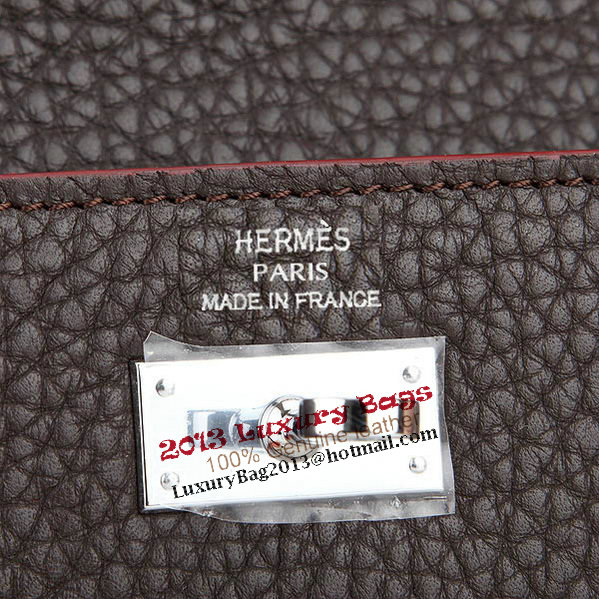 HERMÈS
PARIS
MADE IN FRANCE
2013 Luxury Bags
100% Genuine leather
LuxuryBag2013@hotmail.com